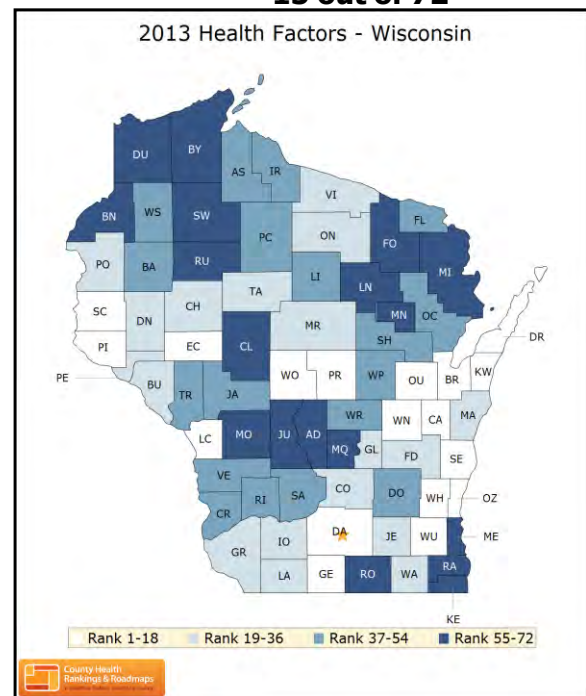 15 out of 72
2013 Health Factors - Wisconsin
DU
BY
AS
IR
VI
BN
WS
SW
PC
ON
FO
FL
MI
PO
BA
RU
LI
LN
MN
OC
SC
DN
CH
TA
MR
SH
DR
PI
EC
CL
PE
BU
TR
JA
WO
PR
WP
OU
BR
KW
LC
MO
JU
AD
WR
WN
CA
MA
MQ
GL
FD
SE
VE
CR
RI
SA
CO
DO
WH
OZ
GR
IO
DA
JE
WU
ME
LA
GE
RO
WA
RA
KE
Rank 1-18 Rank 19-36 Rank 37-54 Rank 55-72
County Health
Rankings & Roadmaps